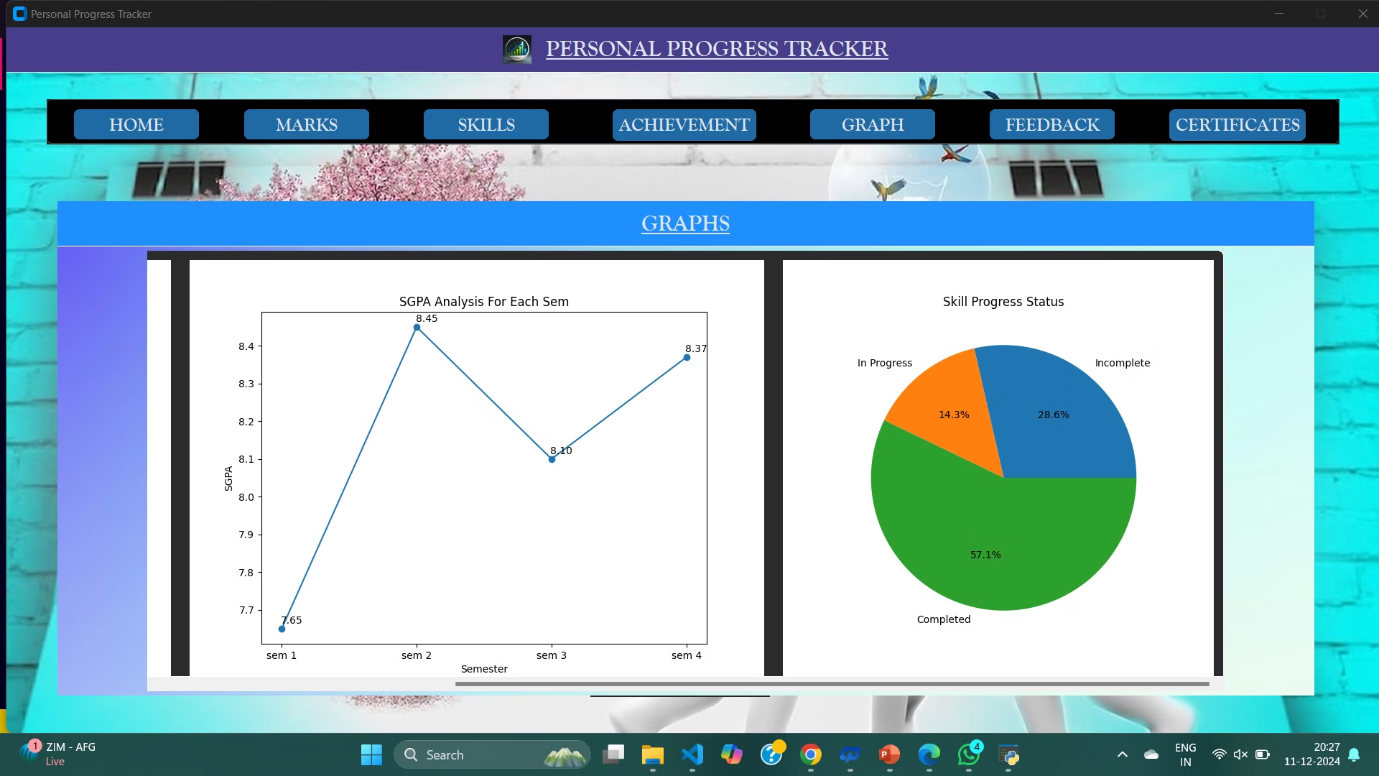 Personal Progress Tracker
PERSONAL PROGRESS TRACKER
HOME MARKS SKILLS ACHIEVEMENT GRAPH FEEDBACK CERTIFICATES
GRAPHS
SGPA Analysis For Each Sem
8.45
8.37
8.10
7.65
8.4
8.3
8.2
8.1
8.0
7.9
7.8
7.7
SGPA
sem 1 sem 2 sem 3 sem 4
Semester
Skill Progress Status
In Progress
Incomplete
14.3%
28.6%
57.1%
Completed
1
ZIM - AFG
Live
Search
4
ENG
IN
20:27
11-12-2024